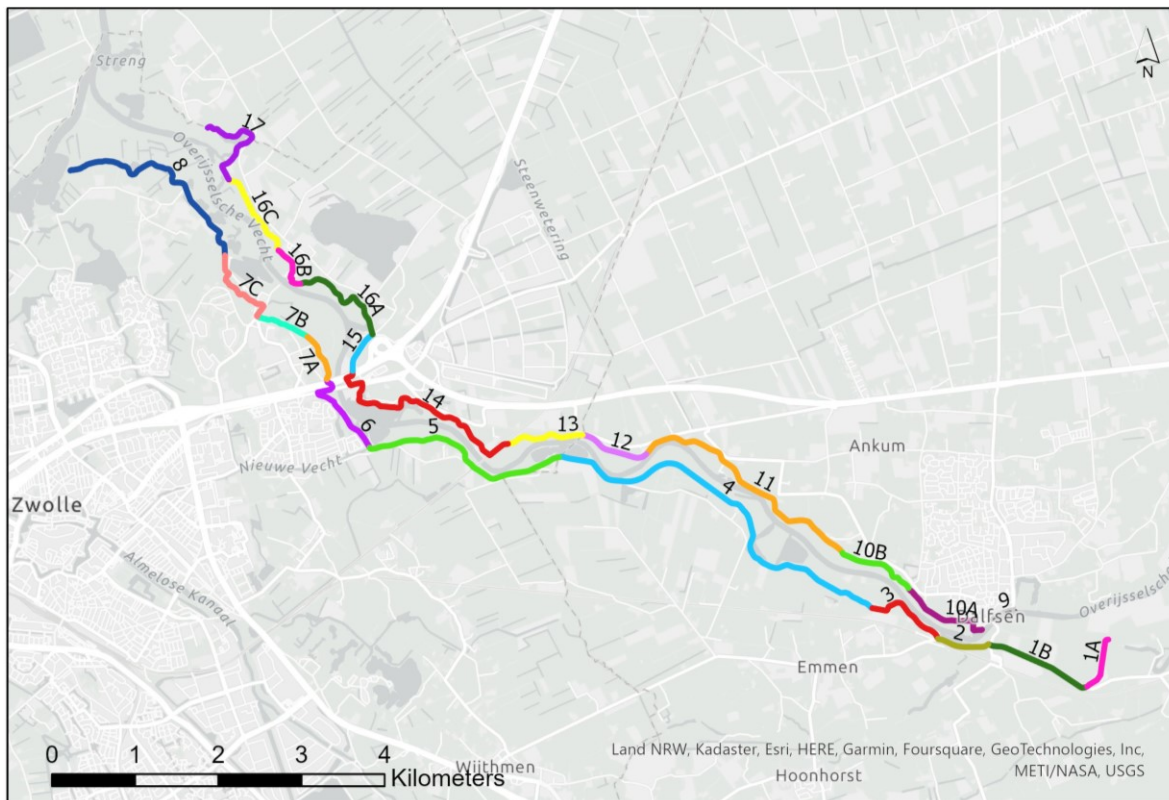 Streng
N
17
Overijsselsche Vecht
8
16C
Steenwetering
16B
7C
16A
7B
15
7A
14
6
5
13
12
Nieuwe Vecht
Ankum
11
4
Zwolle
10B
Almelose Kanaal
3
9
10A
Dalfsen
Overijsselsche
2
1B
1A
Emmen
0 1 2 3 4
Kilometers
Wijthmen
Hoonhorst
Land NRW, Kadaster, Esri, HERE, Garmin, Foursquare, GeoTechnologies, Inc,
METI/NASA, USGS